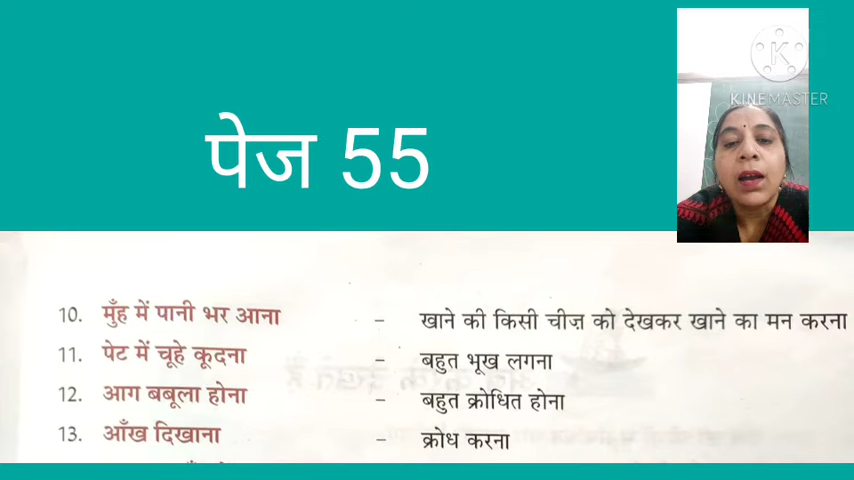 पेज 55
KINEMASTER
10. मुँह में पानी भर आना - खाने की किसी चीज़ को देखकर खाने का मन करना
11. पेट में चूहे कूदना - बहुत भूख लगना
12. आग बबूला होना - बहुत क्रोधित होना
13. आँख दिखाना - क्रोध करना